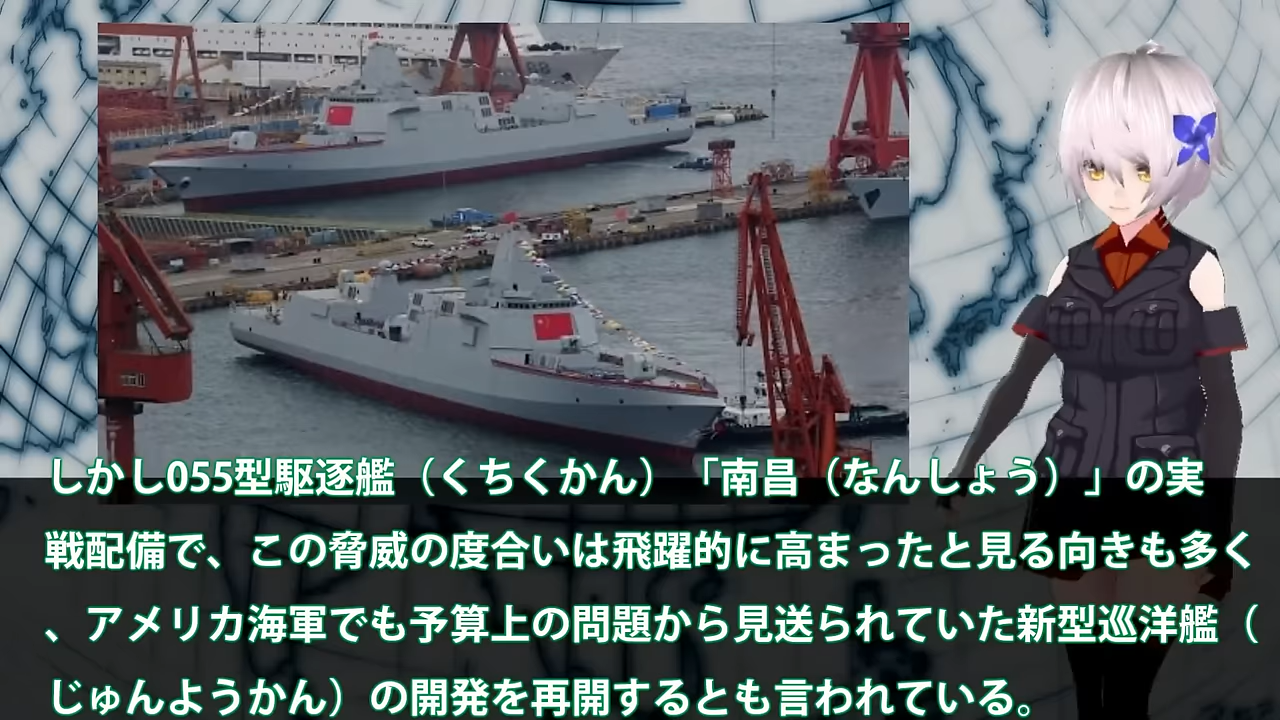 しかし055型駆逐艦（くちくかん）「南昌（なんしょう）」の実
戦配備で、この脅威の度合いは飛躍的に高まったと見る向きも多く
、アメリカ海軍でも予算上の問題から見送られていた新型巡洋艦（
じゅんようかん）の開発を再開するとも言われている。